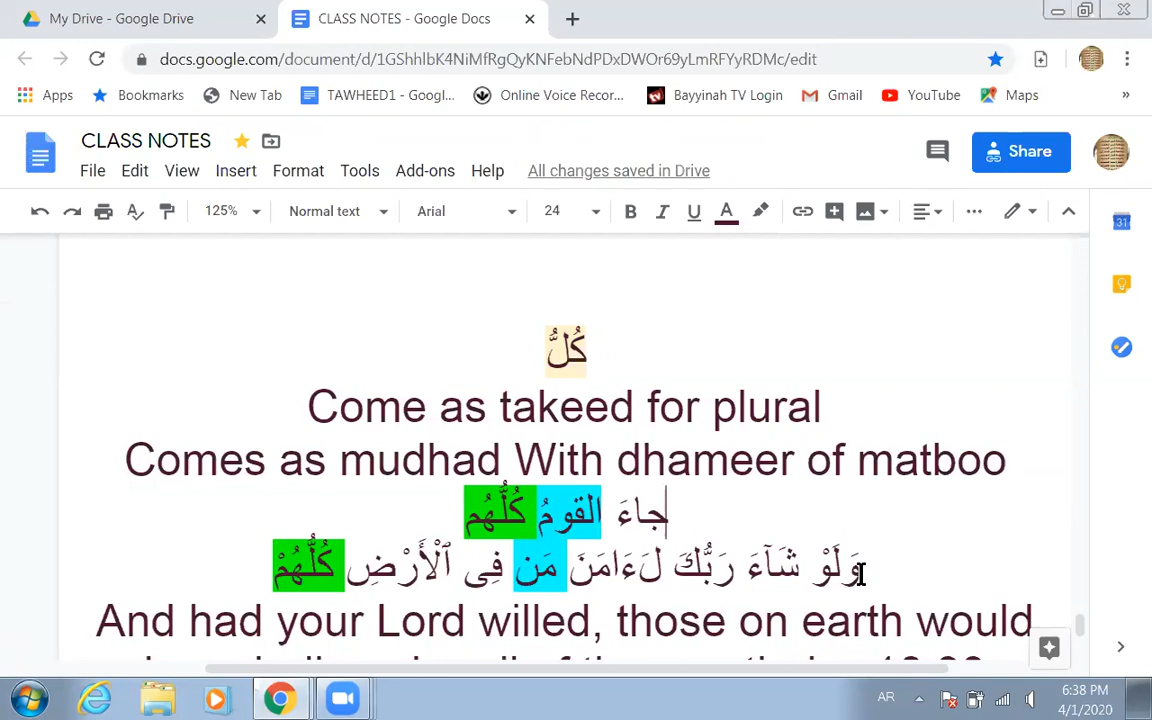 My Drive - Google Drive
CLASS NOTES - Google Docs
docs.google.com/document/d/1GShhlbK4NiMfRgQyKNFebNdPDxDWOr69yLmRFYyRDMc/edit
Apps Bookmarks New Tab TAWHEED1 - Googl... Online Voice Recor... Bayyinah TV Login Gmail YouTube Maps »
CLASS NOTES
Share
File Edit View Insert Format Tools Add-ons Help All changes saved in Drive
125% Normal text Arial 24 B I U A ...
31
كُلُّ
Come as takeed for plural
Comes as mudhad With dhameer of matboo
جاءَ القومُ كُلُّهُم
وَلَوْ شَآءَ رَبُّكَ لَءَامَنَ مَن فِى ٱلْأَرْضِ كُلُّهُمْ
And had your Lord willed, those on earth would
AR 6:38 PM
4/1/2020